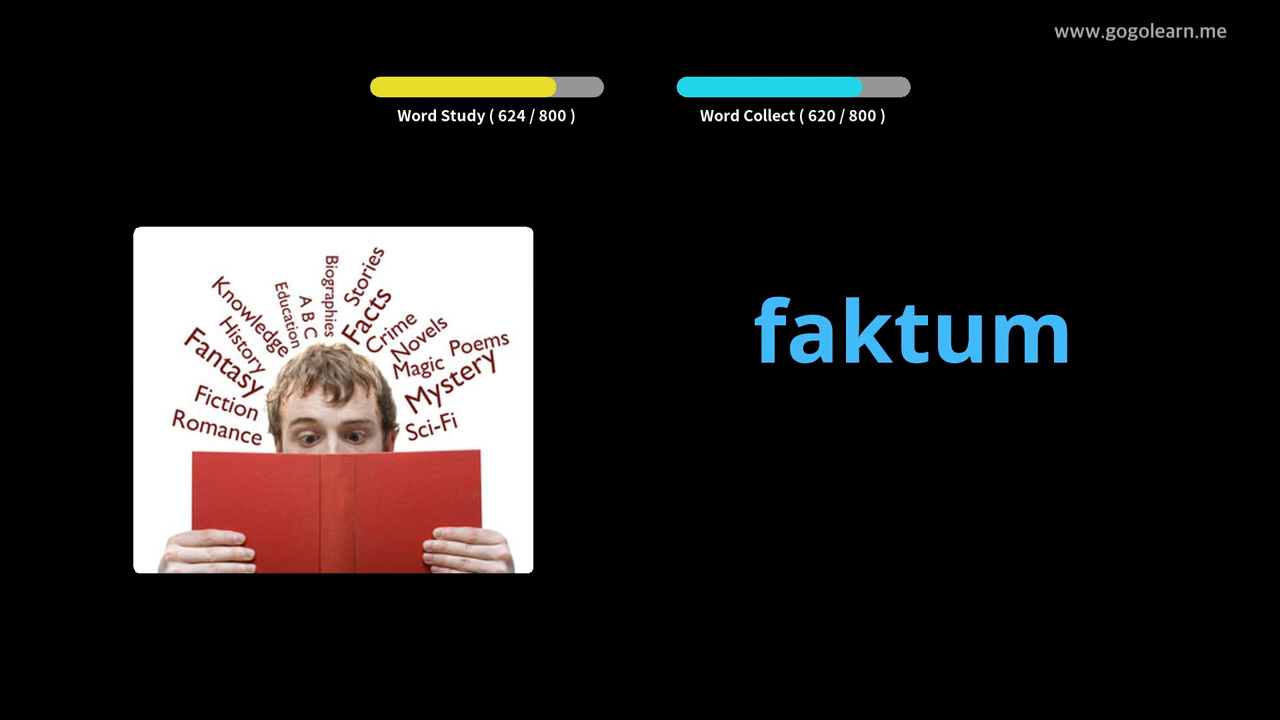 www.gogolearn.me
Word Study ( 624 / 800 )
Word Collect ( 620 / 800 )
Romance
Fiction
Fantasy
History
Knowledge
Education
A B C
Biographies
Stories
Facts
Crime
Novels
Magic
Poems
Mystery
Sci-Fi
faktum